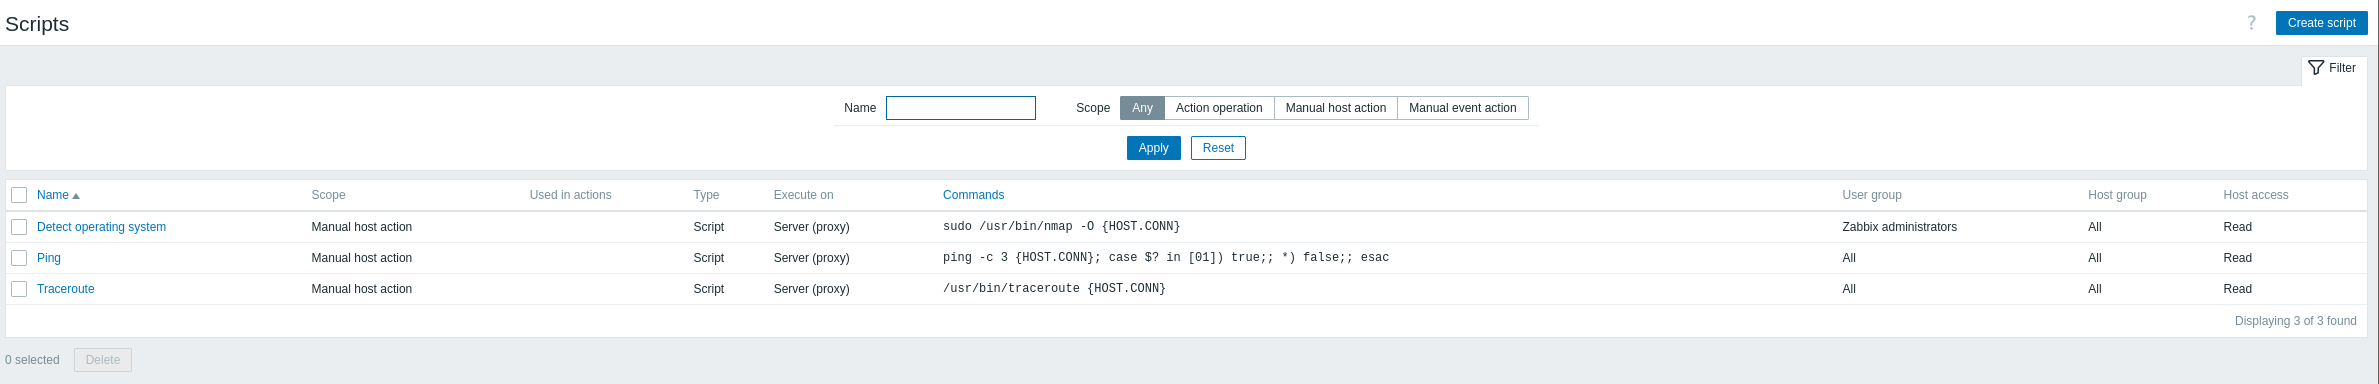 Scripts
? Create script
Filter
Name Scope Any Action operation Manual host action Manual event action
Apply Reset
Name Scope Used in actions Type Execute on Commands User group Host group Host access
Detect operating system Manual host action Script Server (proxy) sudo /usr/bin/nmap -O {HOST.CONN} Zabbix administrators All Read
Ping Manual host action Script Server (proxy) ping -c 3 {HOST.CONN}; case $? in [01]) true;; *) false;; esac All All Read
Traceroute Manual host action Script Server (proxy) /usr/bin/traceroute {HOST.CONN} All All Read
Displaying 3 of 3 found
0 selected Delete